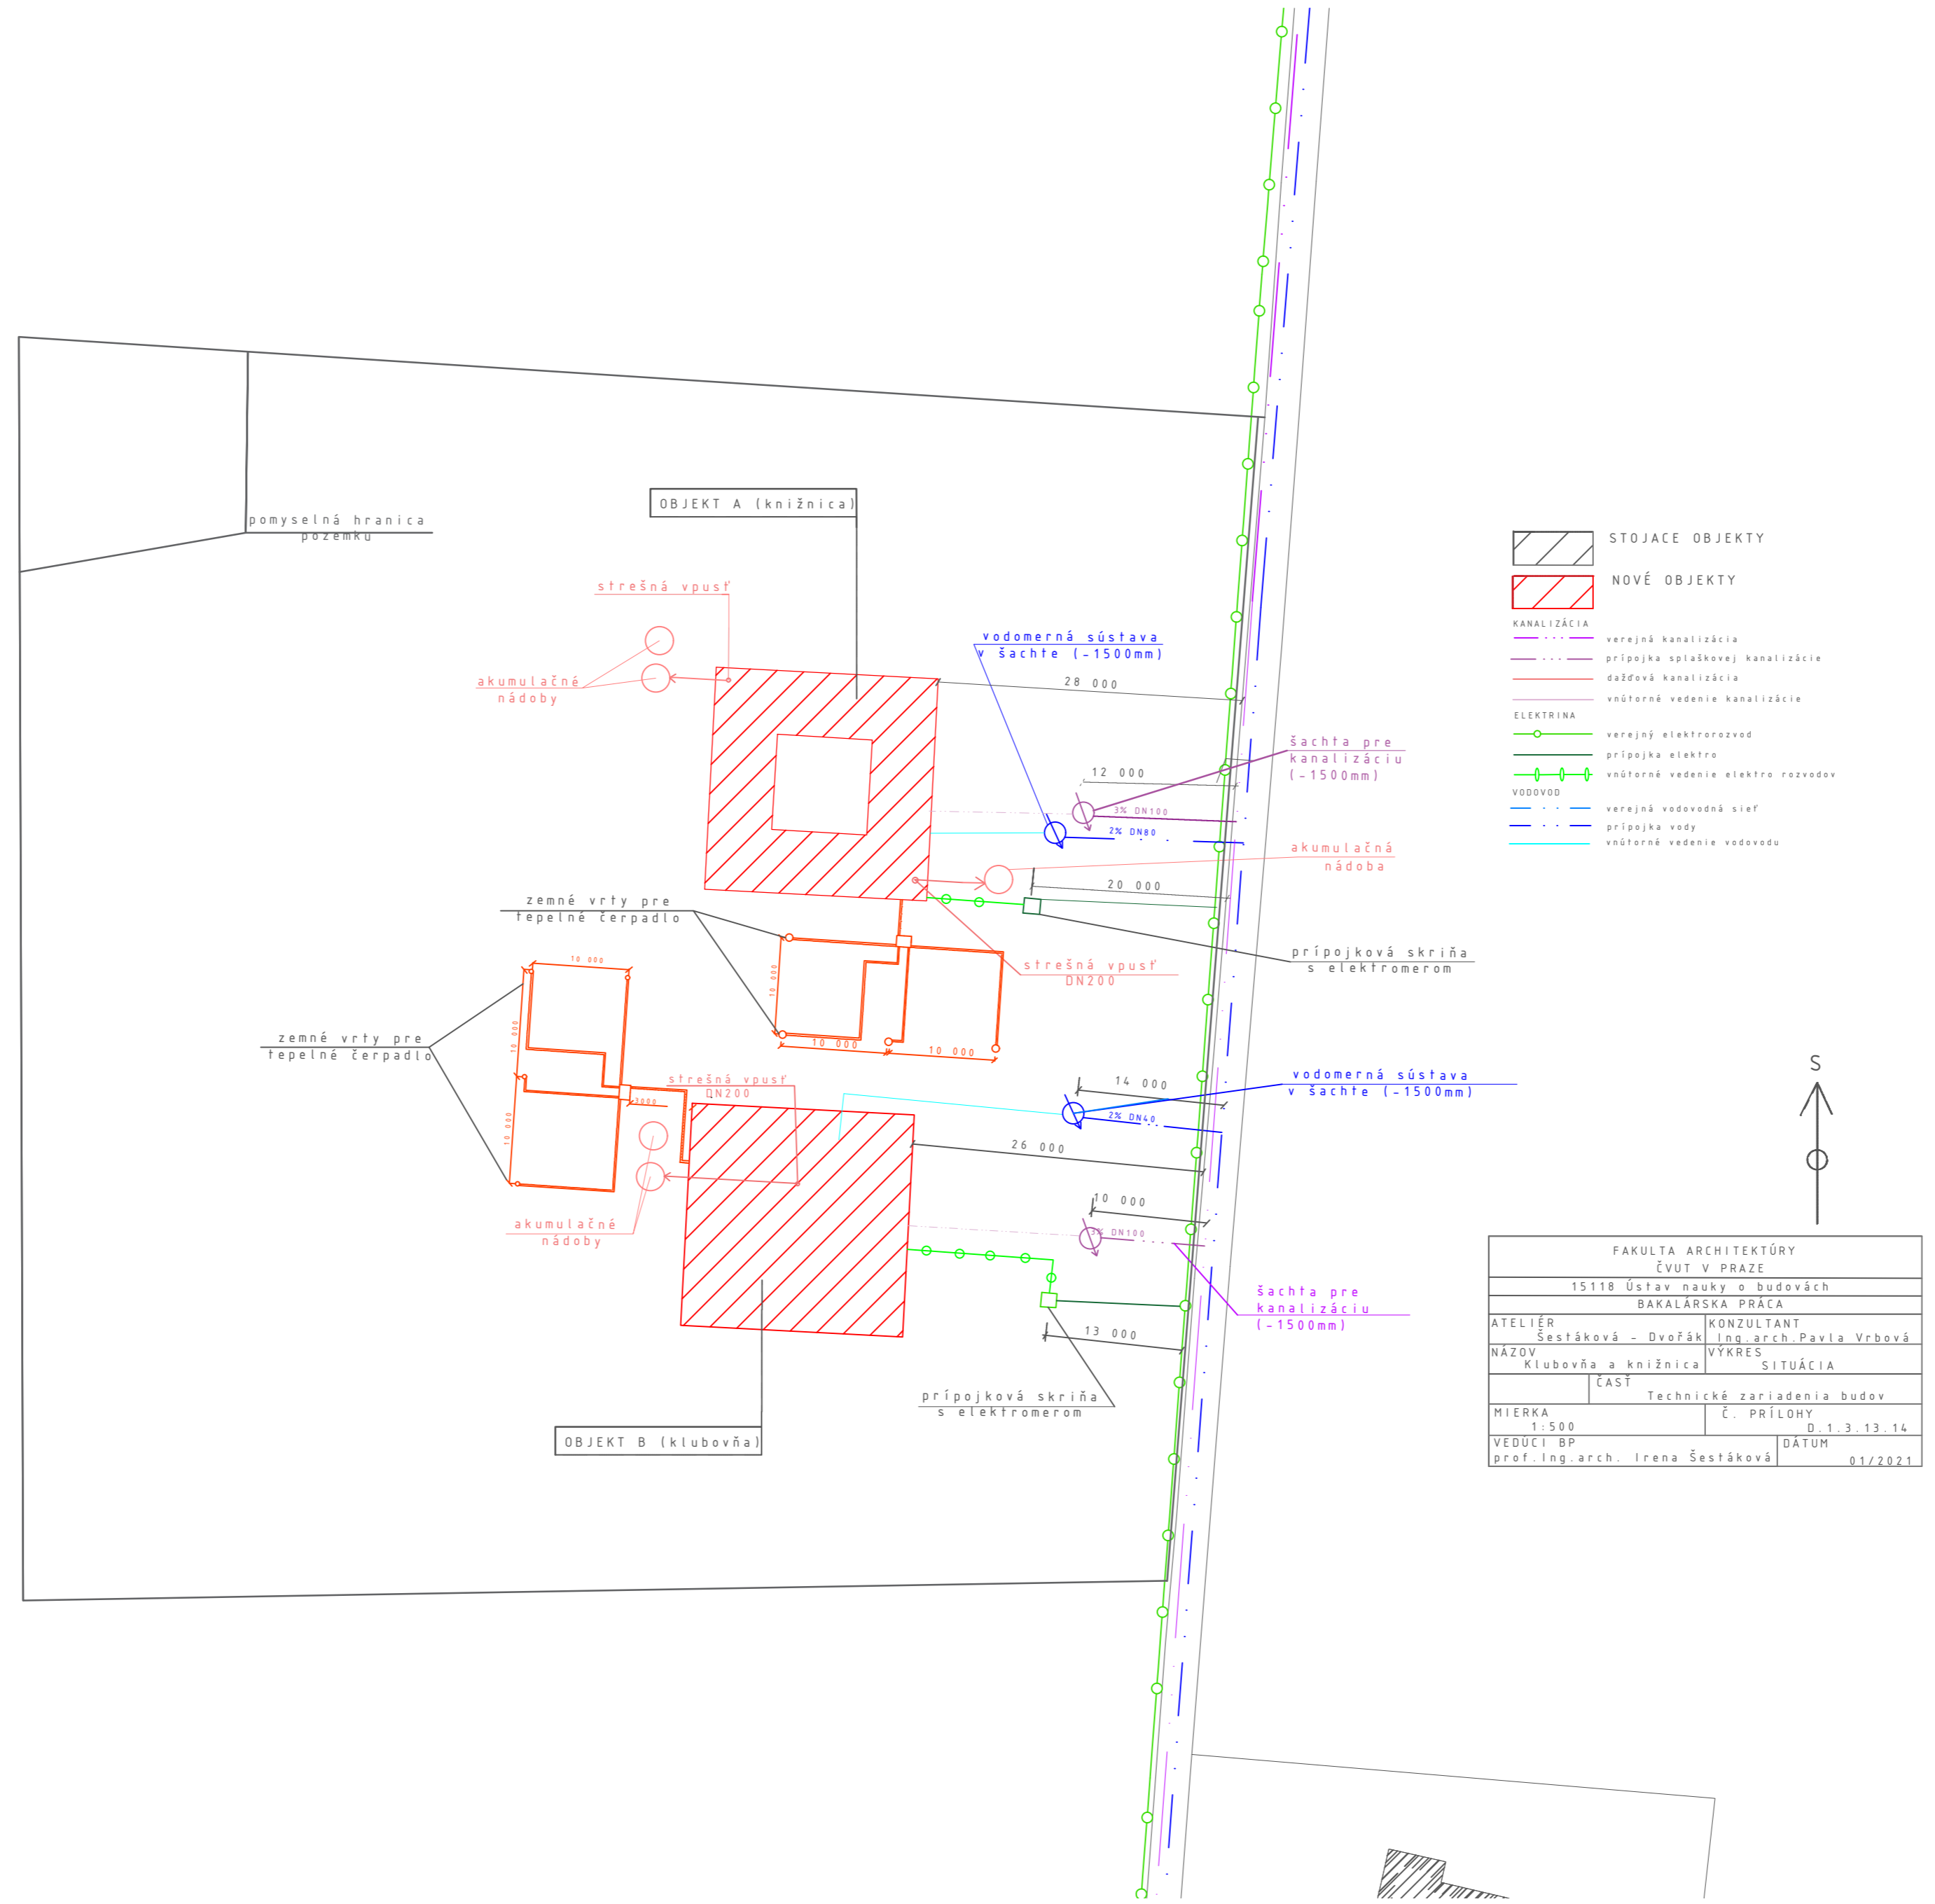 OBJEKT A (knižnica)
pomyselná hranica
pozemku
strešná vpusť
akumulačné
nádoby
vodomerná sústava
v šachte (-1500mm)
28 000
šachta pre
kanalizáciu
(-1500mm)
12 000
3% DN100
2% DN80
akumulačná
nádoba
20 000
zemné vrty pre
tepelné čerpadlo
prípojková skriňa
s elektromerom
strešná vpusť
DN200
10 000
10 000
10 000
10 000
10 000
10 000
zemné vrty pre
tepelné čerpadlo
3000
strešná vpusť
DN200
14 000
2% DN40
vodomerná sústava
v šachte (-1500mm)
26 000
10 000
3% DN100
akumulačné
nádoby
šachta pre
kanalizáciu
(-1500mm)
13 000
prípojková skriňa
s elektromerom
OBJEKT B (klubovňa)
STOJACE OBJEKTY
NOVÉ OBJEKTY
KANALIZÁCIA
verejná kanalizácia
prípojka splaškovej kanalizácie
dažďová kanalizácia
vnútorné vedenie kanalizácie
ELEKTRINA
verejný elektrorozvod
prípojka elektro
vnútorné vedenie elektro rozvodov
VODOVOD
verejná vodovodná sieť
prípojka vody
vnútorné vedenie vodovodu
S
FAKULTA ARCHITEKTÚRY
ČVUT V PRAZE
15118 Ústav nauky o budovách
BAKALÁRSKA PRÁCA
ATELIÉR
Šestáková - Dvořák
KONZULTANT
Ing.arch.Pavla Vrbová
NÁZOV
Klubovňa a knižnica
VÝKRES
SITUÁCIA
ČASŤ
Technické zariadenia budov
MIERKA
1:500
Č. PRÍLOHY
D.1.3.13.14
VEDÚCI BP
prof.Ing.arch. Irena Šestáková
DÁTUM
01/2021